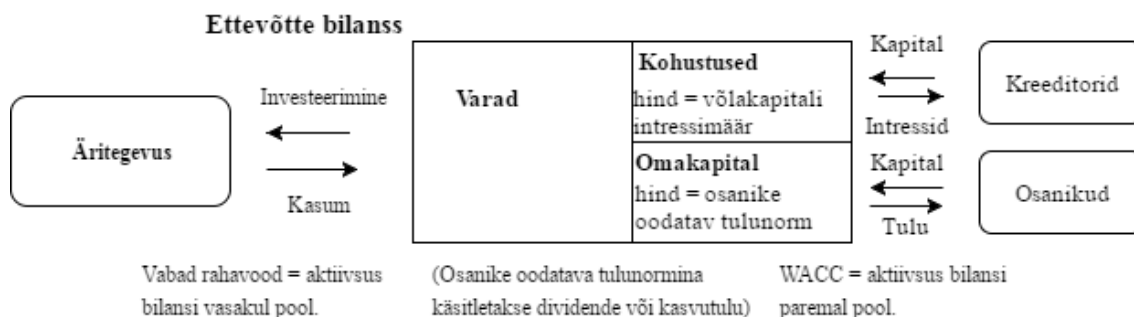 Ettevõtte bilanss
Äritegevus
Investeerimine
Kasum
Varad
Kohustused
hind = võlakapitali
intressimäär
Omakapital
hind = osanike
oodatav tulunorm
Kapital
Intressid
Kapital
Tulu
Kreeditorid
Osanikud
Vabad rahavood = aktiivsus
bilansi vasakul pool.
(Osanike oodatava tulunormina
käsitletakse dividende või kasvutulu)
WACC = aktiivsus bilansi
paremal pool.